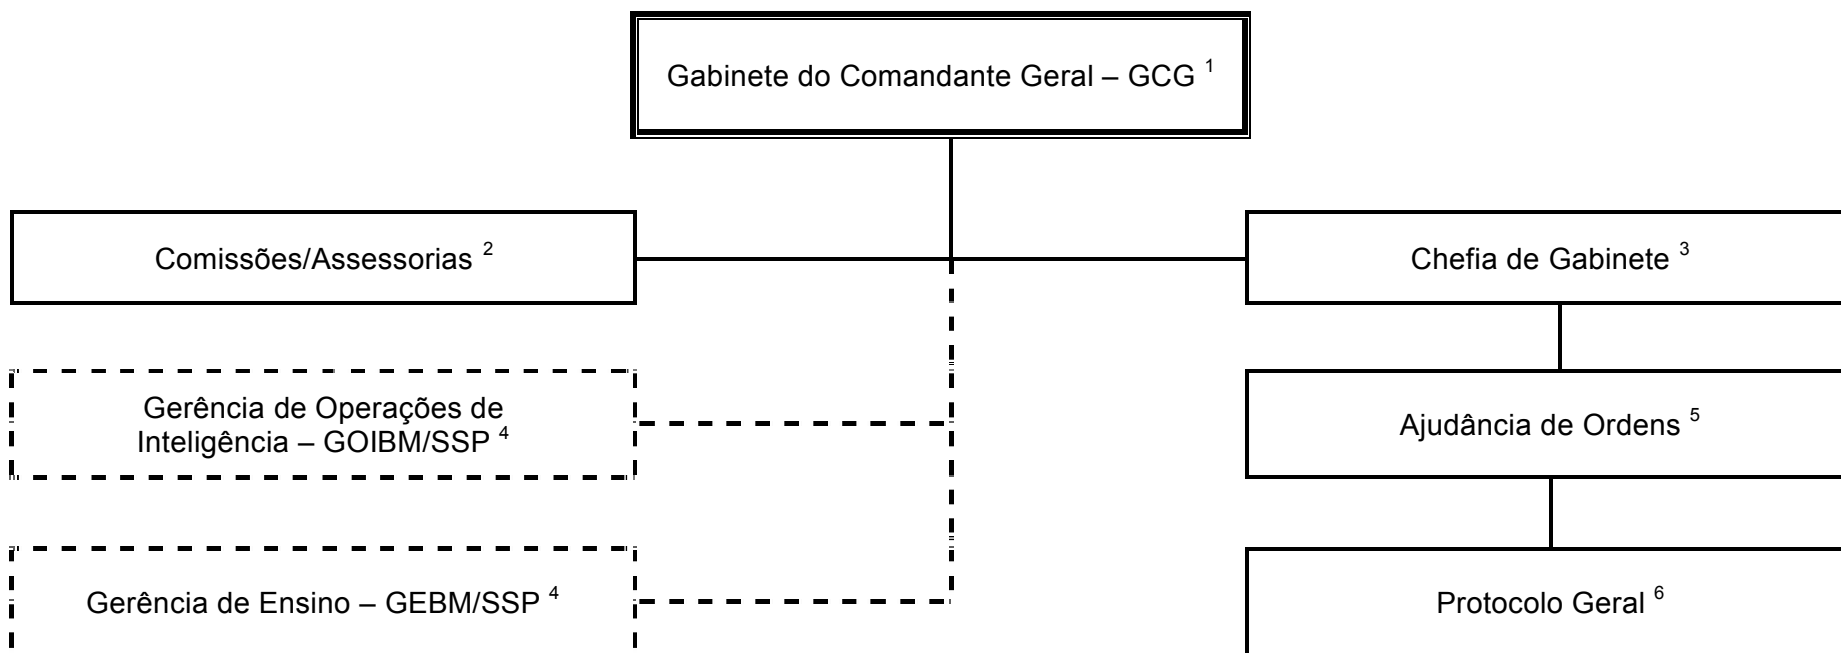 Gabinete do Comandante Geral – GCG ¹
Comissões/Assessorias ²
Chefia de Gabinete ³
Gerência de Operações de
Inteligência – GOIBM/SSP ⁴
Ajudância de Ordens ⁵
Gerência de Ensino – GEBM/SSP ⁴
Protocolo Geral ⁶